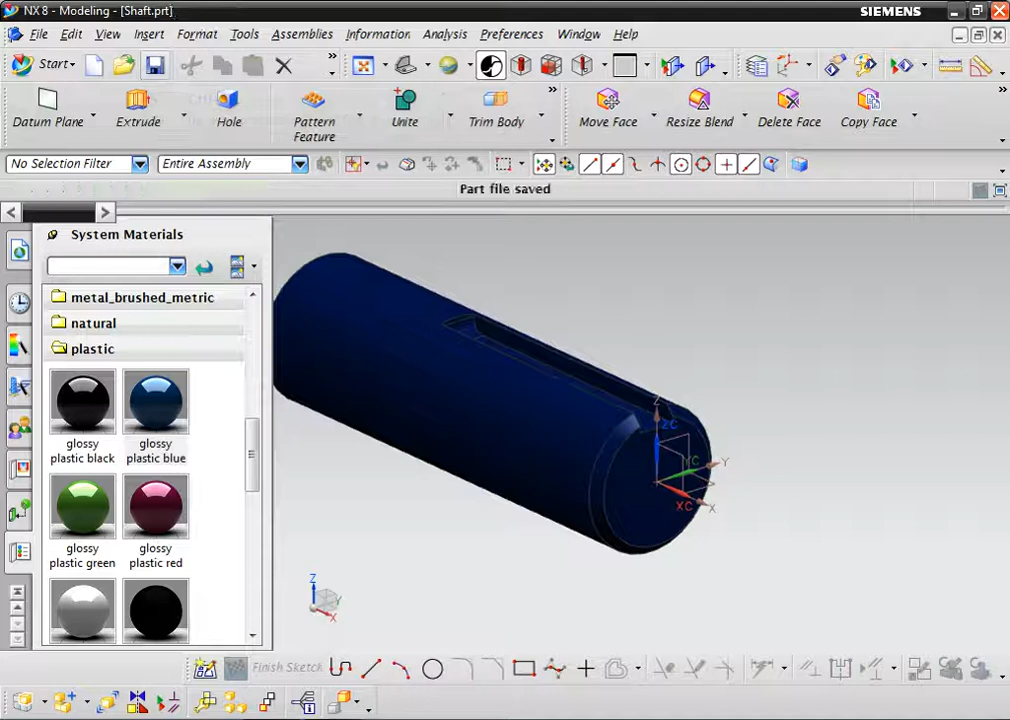 NX 8 - Modeling - [Shaft.prt]
SIEMENS
File Edit View Insert Format Tools Assemblies Information Analysis Preferences Window Help
Start
Datum Plane
Extrude
Hole
Pattern
Feature
Unite
Trim Body
Move Face
Resize Blend
Delete Face
Copy Face
No Selection Filter
Entire Assembly
Part file saved
System Materials
metal_brushed_metric
natural
plastic
glossy
plastic black
glossy
plastic blue
glossy
plastic green
glossy
plastic red
Z
ZC
YC
Y
XC
X
Z
Y
X
Finish Sketch